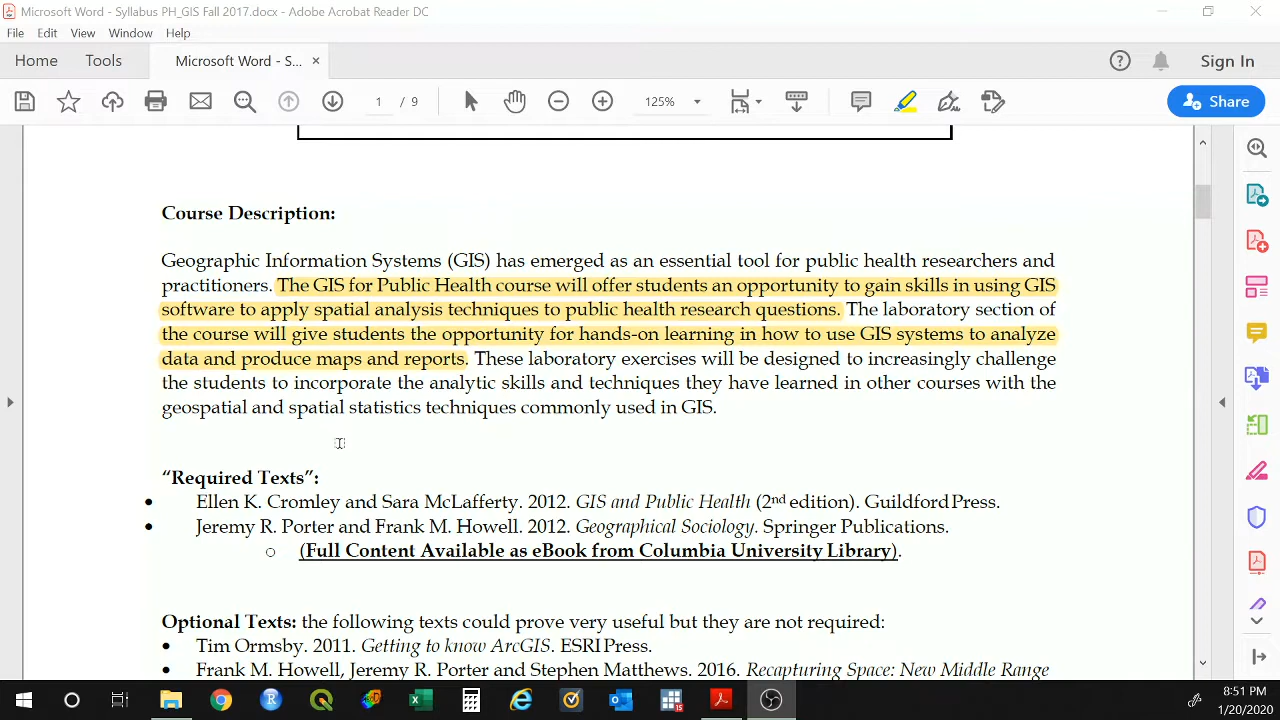 Microsoft Word - Syllabus PH_GIS Fall 2017.docx - Adobe Acrobat Reader DC
File Edit View Window Help
Home Tools Microsoft Word - S... × Sign In
1 / 9 125% Share
Course Description:
Geographic Information Systems (GIS) has emerged as an essential tool for public health researchers and
practitioners. The GIS for Public Health course will offer students an opportunity to gain skills in using GIS
software to apply spatial analysis techniques to public health research questions. The laboratory section of
the course will give students the opportunity for hands-on learning in how to use GIS systems to analyze
data and produce maps and reports. These laboratory exercises will be designed to increasingly challenge
the students to incorporate the analytic skills and techniques they have learned in other courses with the
geospatial and spatial statistics techniques commonly used in GIS.
“Required Texts”:
• Ellen K. Cromley and Sara McLafferty. 2012. GIS and Public Health (2nd edition). Guildford Press.
• Jeremy R. Porter and Frank M. Howell. 2012. Geographical Sociology. Springer Publications.
○ (Full Content Available as eBook from Columbia University Library).
Optional Texts: the following texts could prove very useful but they are not required:
• Tim Ormsby. 2011. Getting to know ArcGIS. ESRI Press.
• Frank M. Howell, Jeremy R. Porter and Stephen Matthews. 2016. Recapturing Space: New Middle Range
8:51 PM
1/20/2020